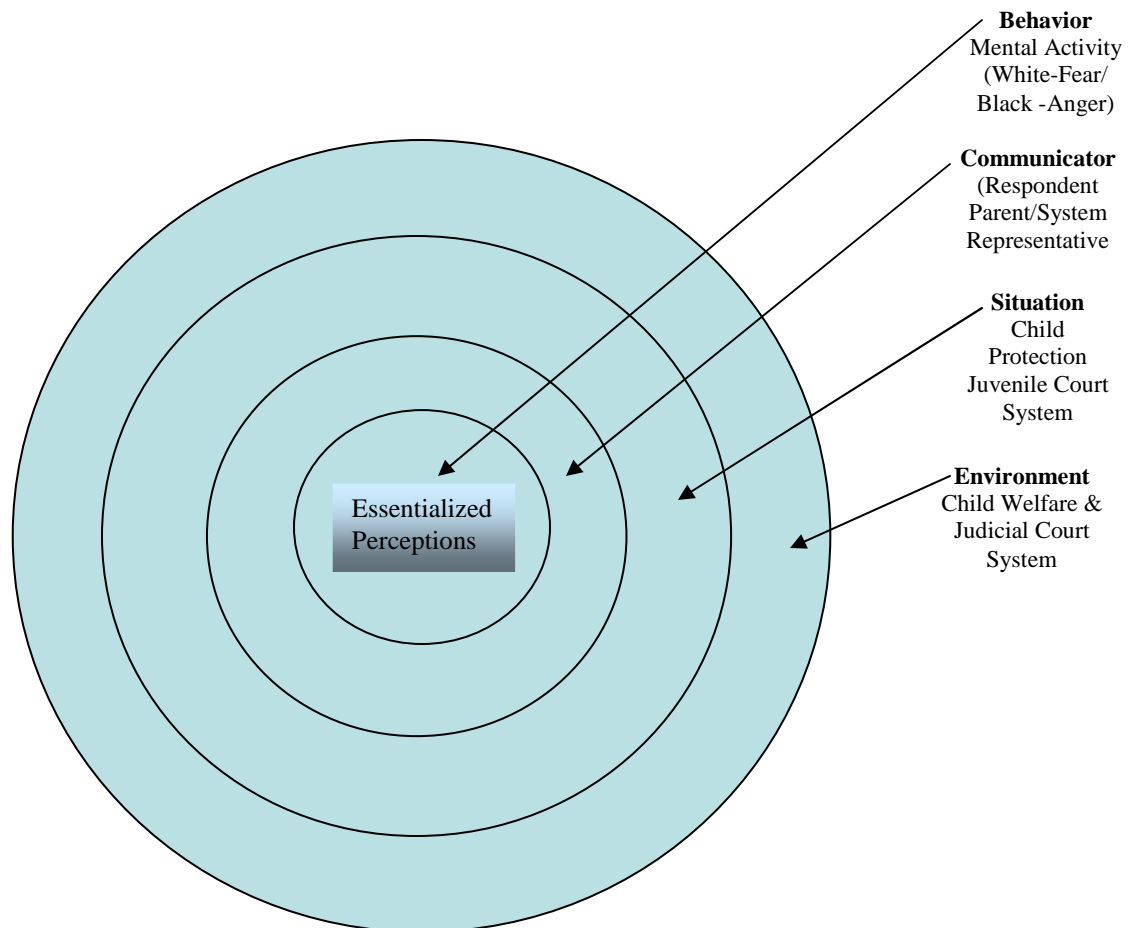 Behavior
Mental Activity
(White-Fear/
Black -Anger)
Communicator
(Respondent
Parent/System
Representative
Situation
Child
Protection
Juvenile Court
System
Environment
Child Welfare &
Judicial Court
System
Essentialized
Perceptions